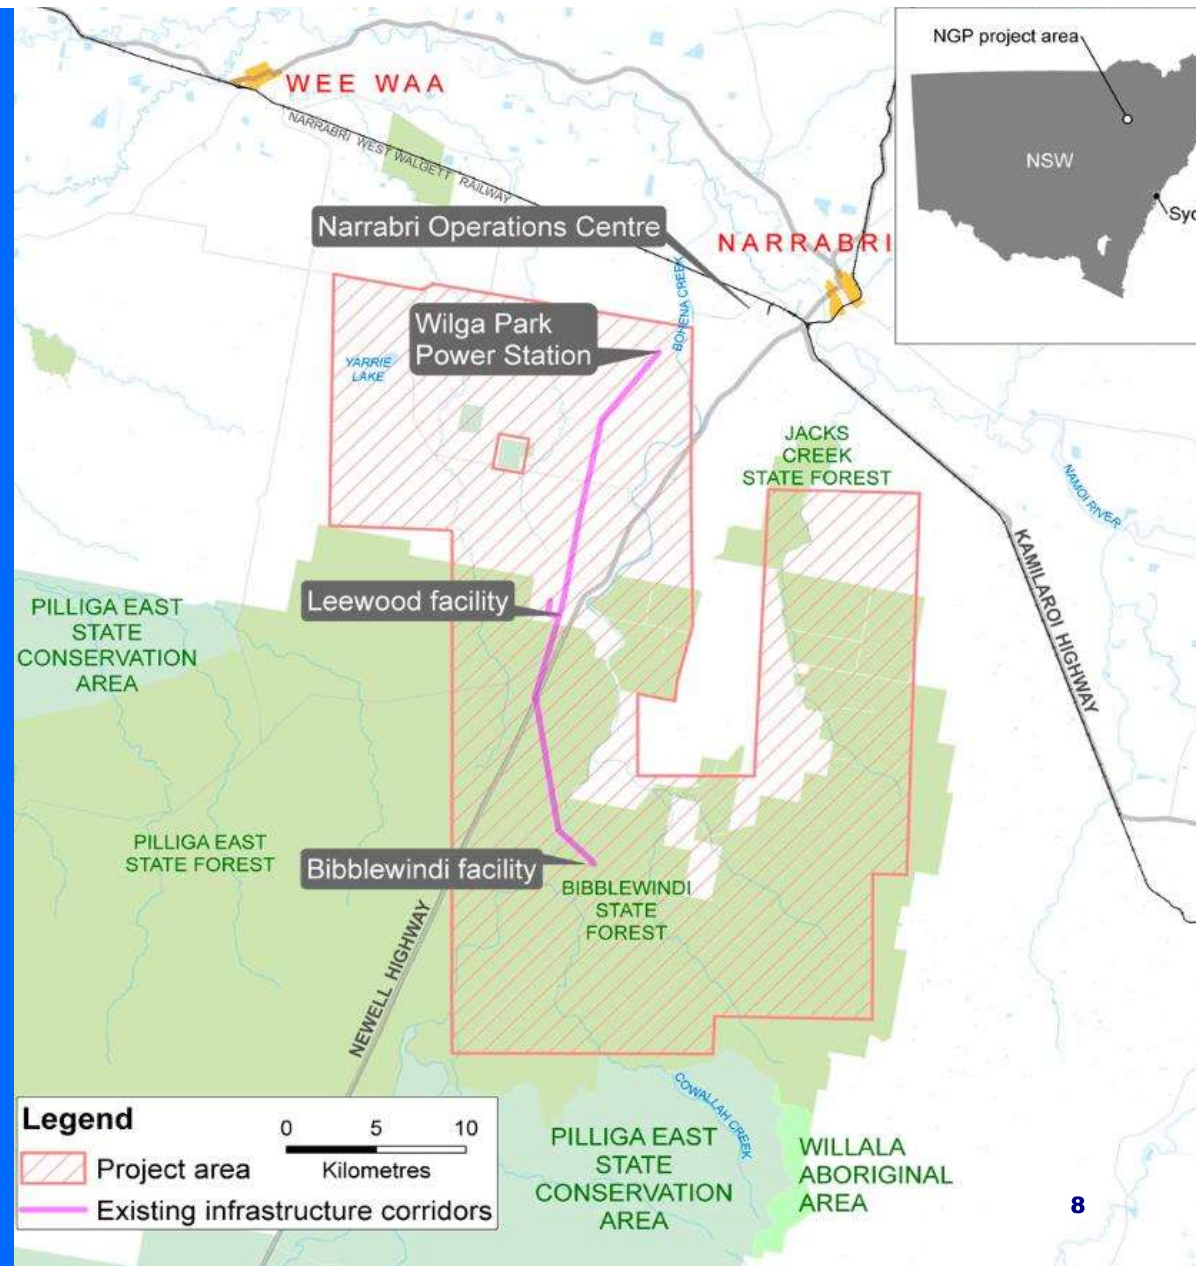 NGP project area
NSW
Syd
WEE WAA
NARRABRI WEST WALGETT RAILWAY
Narrabri Operations Centre
NARRABRI
BOHENA CREEK
Wilga Park
Power Station
YARRIE
LAKE
JACKS
CREEK
STATE FOREST
NAMOI RIVER
KAMILAROI HIGHWAY
Leewood facility
PILLIGA EAST
STATE
CONSERVATION
AREA
PILLIGA EAST
STATE FOREST
Bibblewindi facility
BIBBLEWINDI
STATE
FOREST
NEWELL HIGHWAY
COWALLAH CREEK
PILLIGA EAST
STATE
CONSERVATION
AREA
WILLALA
ABORIGINAL
AREA
Legend
0 5 10
Kilometres
Project area
Existing infrastructure corridors
8